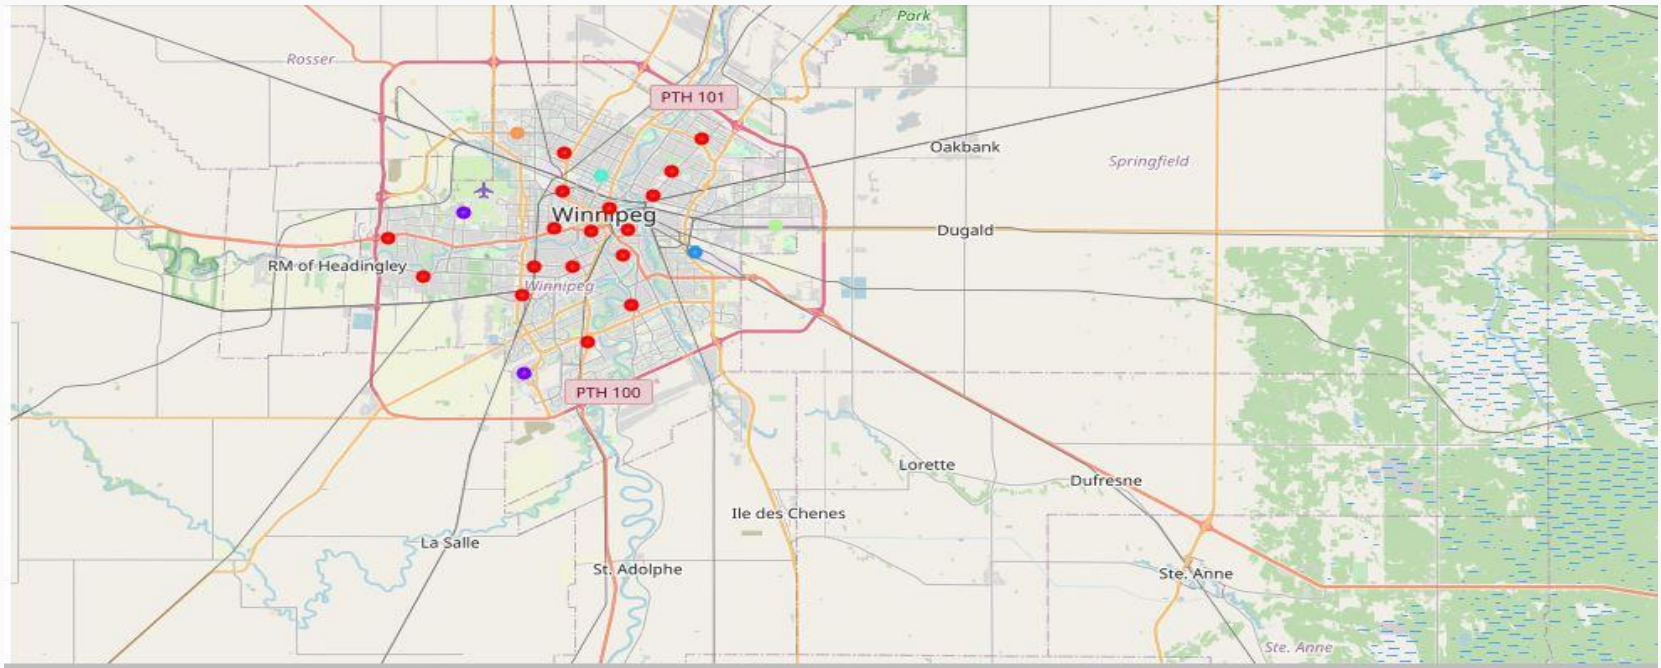 Park
Rosser
PTH 101
Oakbank
Springfield
Winnipeg
Dugald
RM of Headingley
Winnipeg
PTH 100
Lorette
Dufresne
Ile des Chenes
La Salle
St. Adolphe
Ste. Anne
Ste. Anne